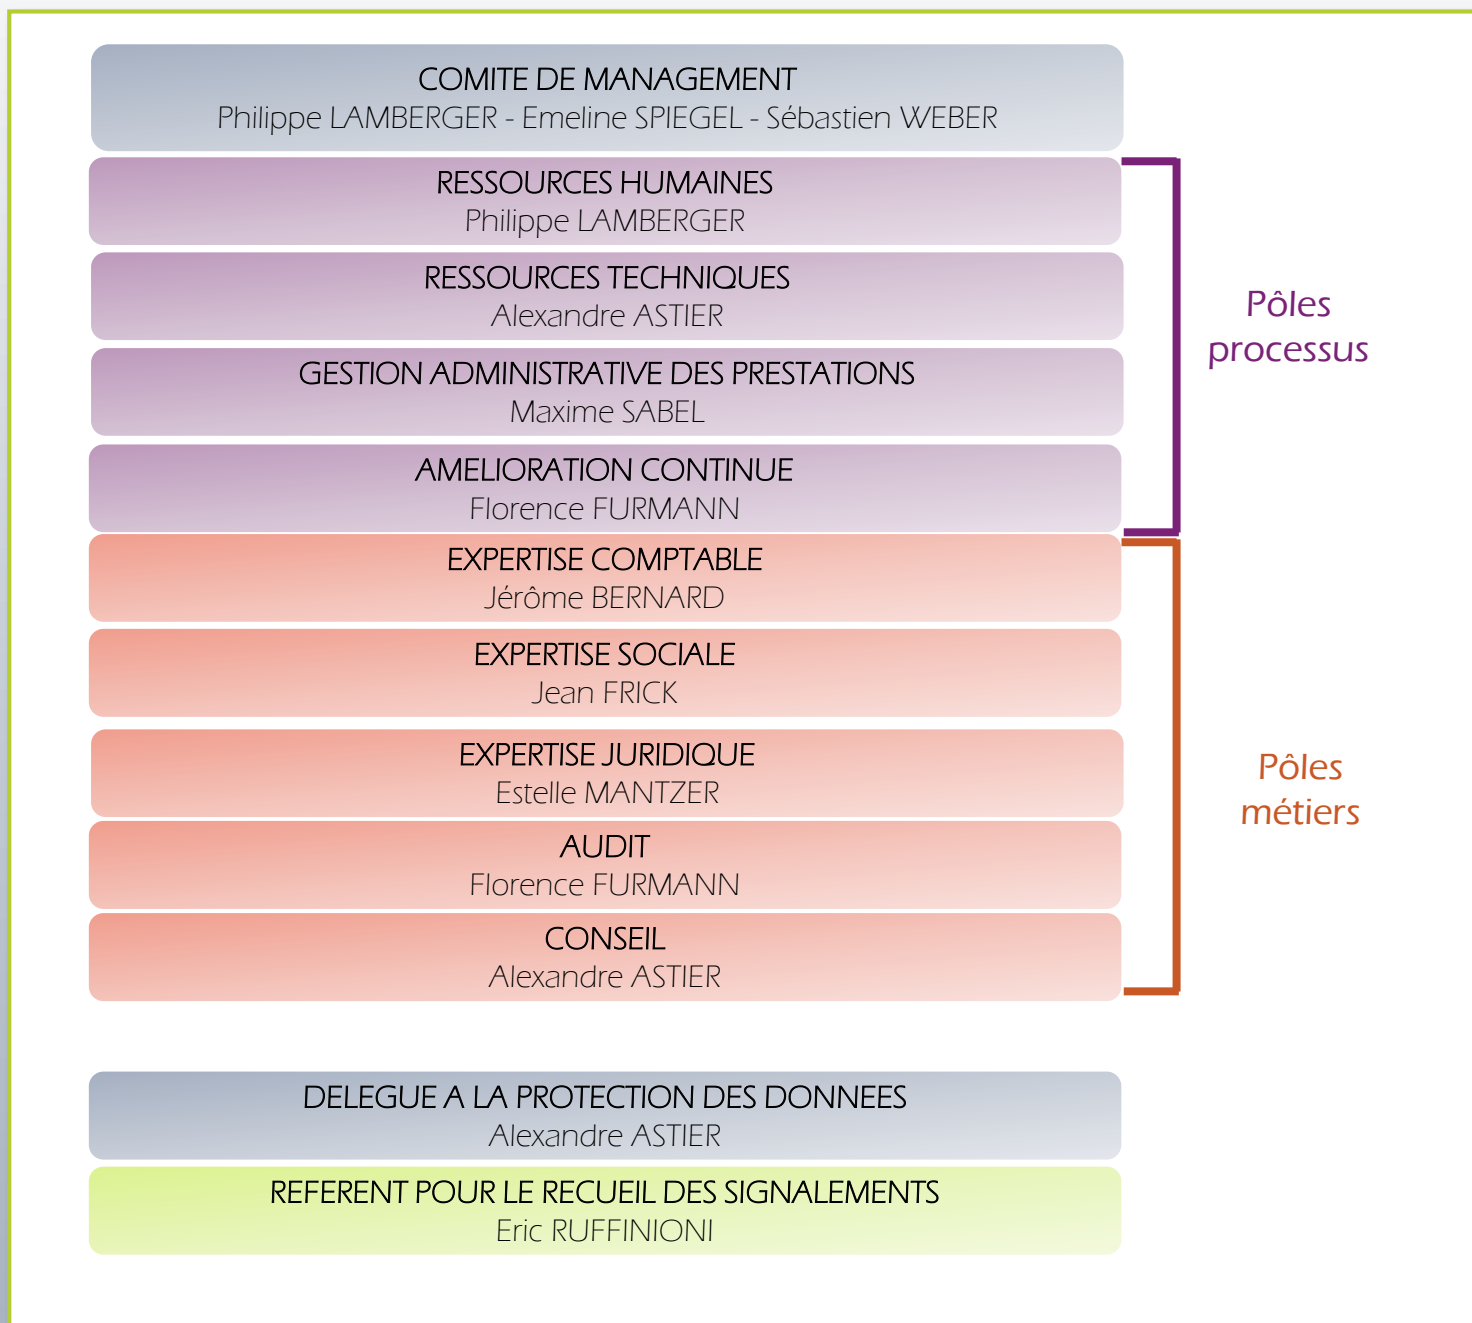 COMITE DE MANAGEMENT
Philippe LAMBERGER - Emeline SPIEGEL - Sébastien WEBER
RESSOURCES HUMAINES
Philippe LAMBERGER
RESSOURCES TECHNIQUES
Alexandre ASTIER
GESTION ADMINISTRATIVE DES PRESTATIONS
Maxime SABEL
AMELIORATION CONTINUE
Florence FURMANN
Pôles
processus
EXPERTISE COMPTABLE
Jérôme BERNARD
EXPERTISE SOCIALE
Jean FRICK
EXPERTISE JURIDIQUE
Estelle MANTZER
AUDIT
Florence FURMANN
CONSEIL
Alexandre ASTIER
Pôles
métiers
DELEGUE A LA PROTECTION DES DONNEES
Alexandre ASTIER
REFERENT POUR LE RECUEIL DES SIGNALEMENTS
Eric RUFFINIONI